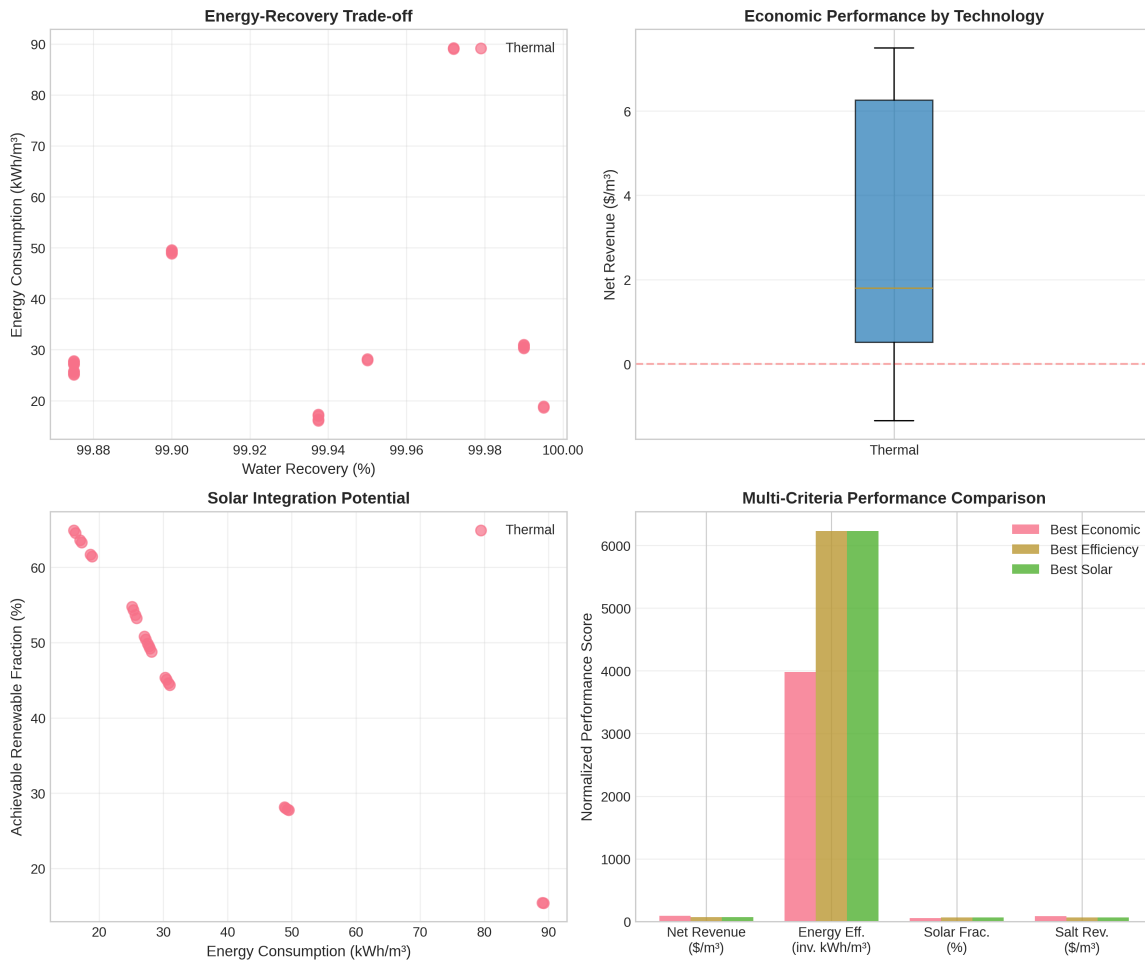 Energy-Recovery Trade-off
Energy Consumption (kWh/m³)
90
80
70
60
50
40
30
20
Thermal
99.88 99.90 99.92 99.94 99.96 99.98 100.00
Water Recovery (%)
Economic Performance by Technology
Net Revenue ($/m³)
6
4
2
0
Thermal
Solar Integration Potential
Achievable Renewable Fraction (%)
60
50
40
30
20
Thermal
20 30 40 50 60 70 80 90
Energy Consumption (kWh/m³)
Multi-Criteria Performance Comparison
Normalized Performance Score
6000
5000
4000
3000
2000
1000
0
Best Economic
Best Efficiency
Best Solar
Net Revenue Energy Eff. Solar Frac. Salt Rev.
($/m³) (inv. kWh/m³) (%) ($/m³)